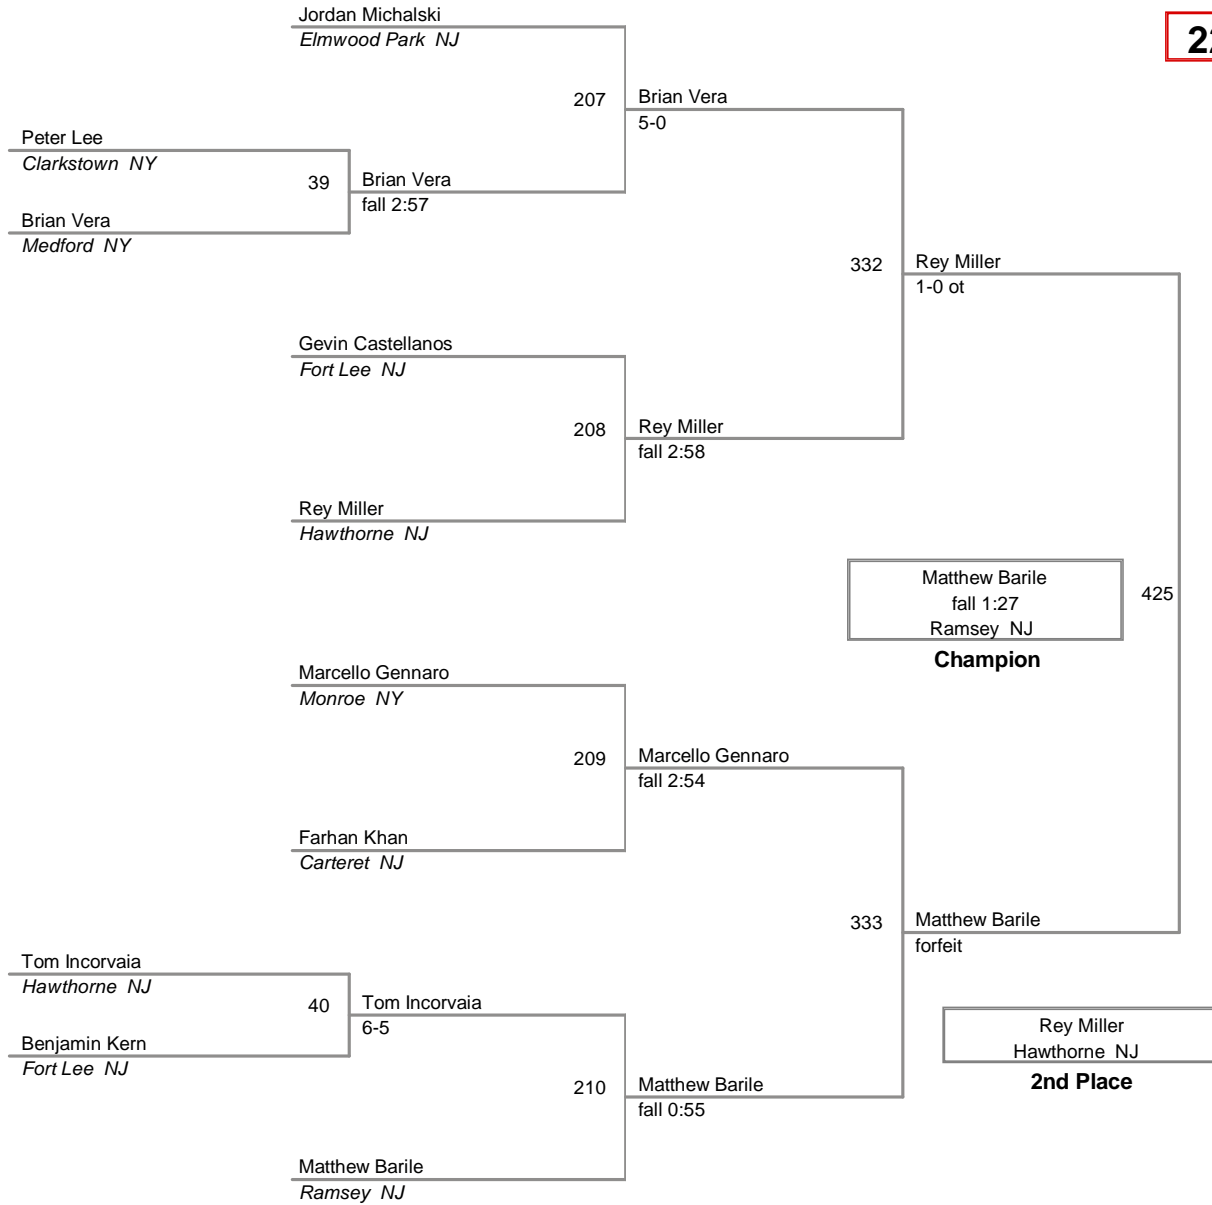 Jordan Michalski
Elmwood Park NJ
207
Brian Vera
5-0
Peter Lee
Clarkstown NY
39
Brian Vera
fall 2:57
Brian Vera
Medford NY
332
Rey Miller
1-0 ot
Gevin Castellanos
Fort Lee NJ
208
Rey Miller
fall 2:58
Rey Miller
Hawthorne NJ
Matthew Barile
fall 1:27
Ramsey NJ
Champion
425
Marcello Gennaro
Monroe NY
209
Marcello Gennaro
fall 2:54
Farhan Khan
Carteret NJ
333
Matthew Barile
forfeit
Tom Incorvaia
Hawthorne NJ
40
Tom Incorvaia
6-5
Benjamin Kern
Fort Lee NJ
Rey Miller
Hawthorne NJ
2nd Place
210
Matthew Barile
fall 0:55
Matthew Barile
Ramsey NJ